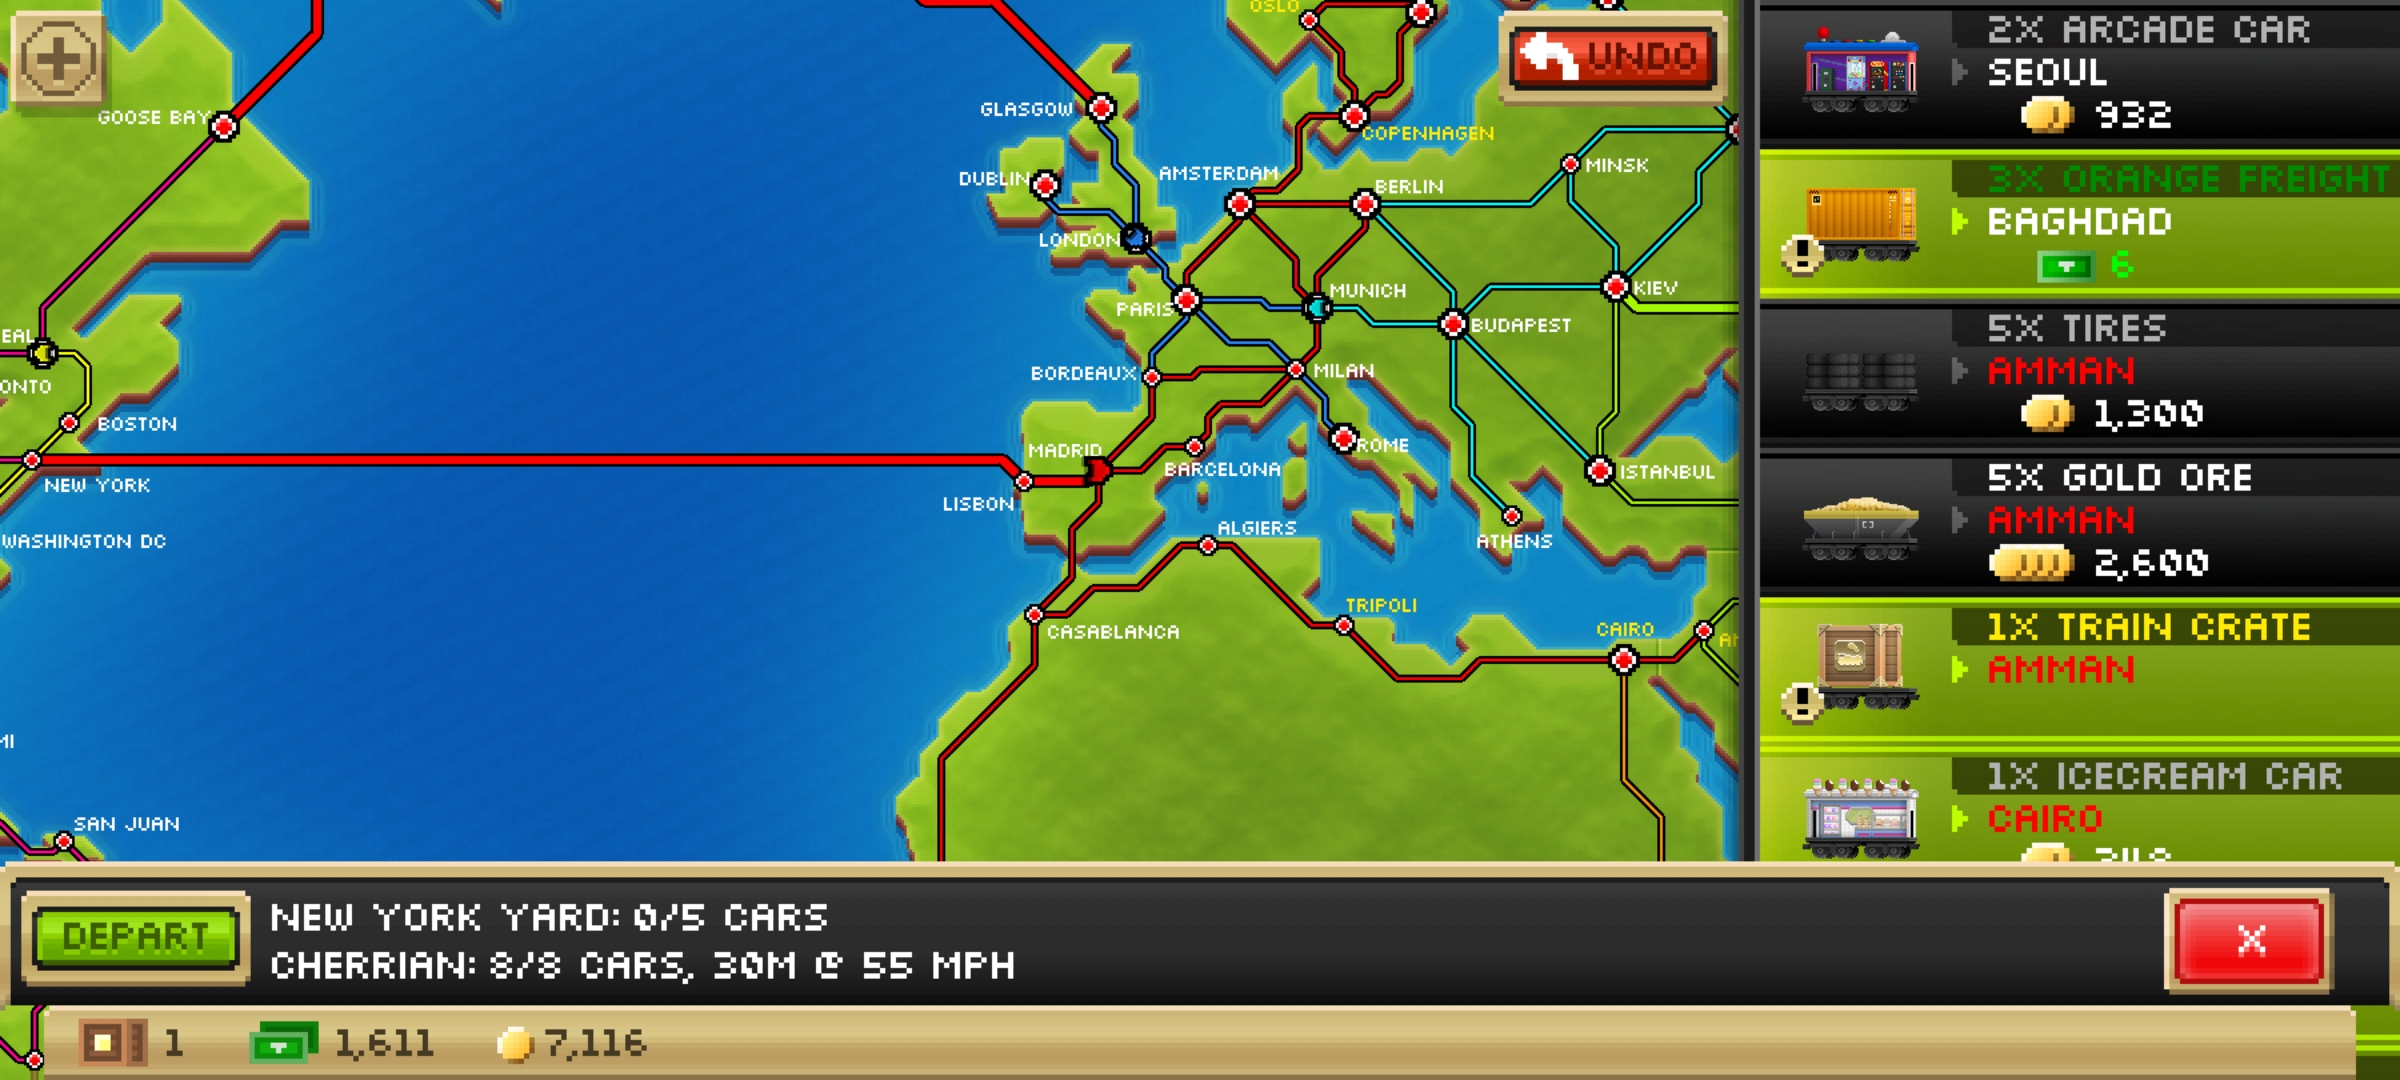 OSLO
UNDO
GOOSE BAY
GLASGOW
COPENHAGEN
DUBLIN
AMSTERDAM
BERLIN
MINSK
LONDON
PARIS
MUNICH
KIEV
BUDAPEST
EAL
ONTO
BORDEAUX
MILAN
BOSTON
MADRID
ROME
BARCELONA
ISTANBUL
NEW YORK
LISBON
ALGIERS
ATHENS
WASHINGTON DC
TRIPOLI
CASABLANCA
CAIRO
AM
MI
SAN JUAN
2X ARCADE CAR
SEOUL
932
3X ORANGE FREIGHT
BAGHDAD
6
5X TIRES
AMMAN
1,300
5X GOLD ORE
AMMAN
2,600
1X TRAIN CRATE
AMMAN
1X ICECREAM CAR
CAIRO
DEPART
NEW YORK YARD: 0/5 CARS
CHERRIAN: 8/8 CARS, 30M @ 55 MPH
X
1
1,611
7,116